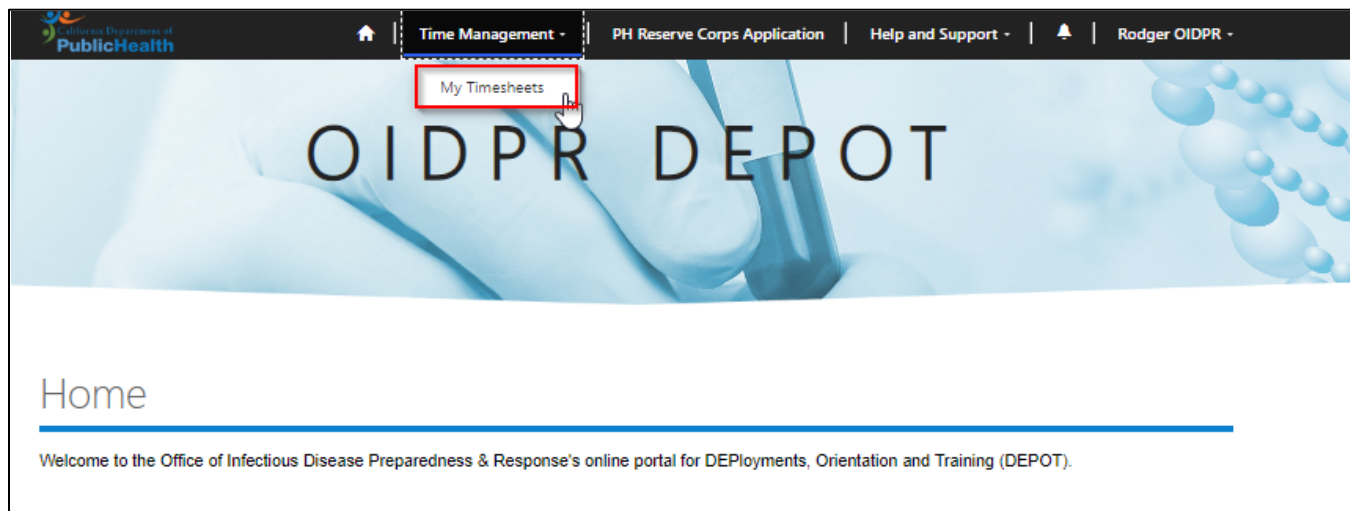 California Department of
PublicHealth
Time Management -
PH Reserve Corps Application
Help and Support -
Rodger OIDPR -
My Timesheets
OIDPR DEPOT
Home
Welcome to the Office of Infectious Disease Preparedness & Response's online portal for DEPloyments, Orientation and Training (DEPOT).